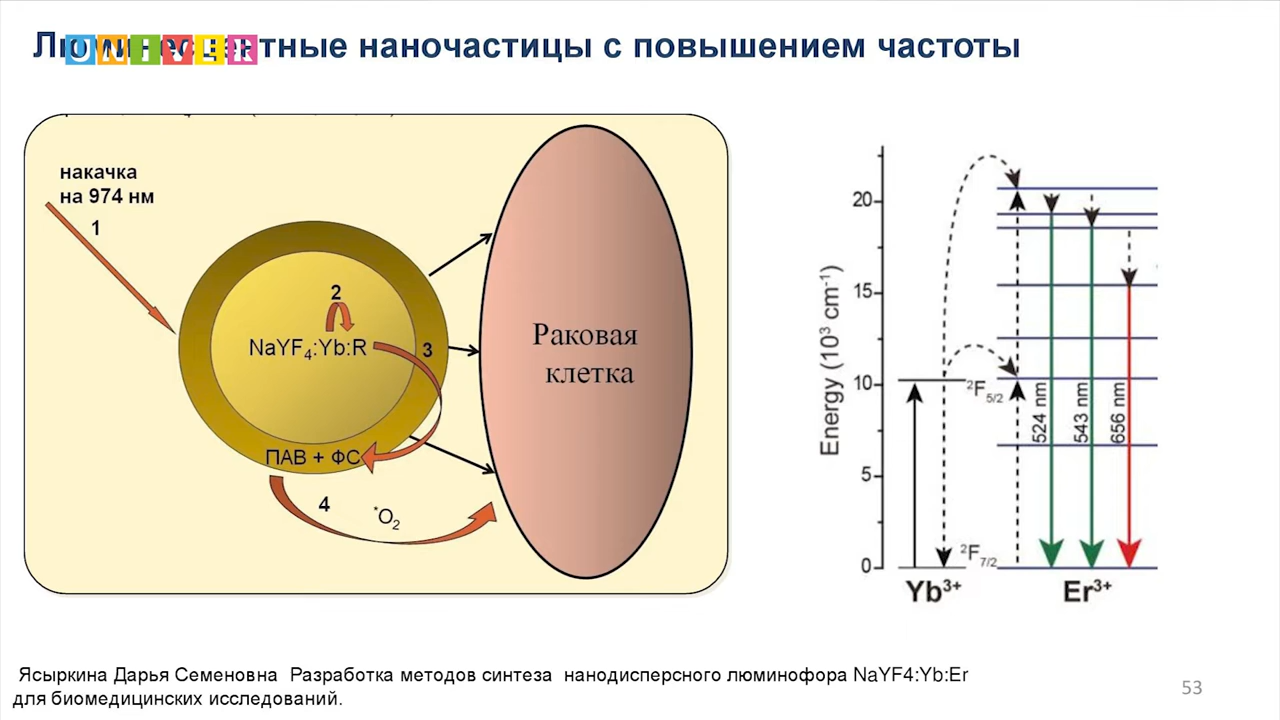 Люминесцентные наночастицы с повышением частоты
UNIVER
накачка
на 974 нм
1
2
NaYF4:Yb:R
3
ПАВ + ФС
4
*O2
Раковая
клетка
Energy (10³ cm⁻¹)
20
15
10
5
0
²F5/2
²F7/2
524 nm
543 nm
656 nm
Yb³⁺
Er³⁺
Ясыркина Дарья Семеновна Разработка методов синтеза нанодисперсного люминофора NaYF4:Yb:Er
для биомедицинских исследований.
53